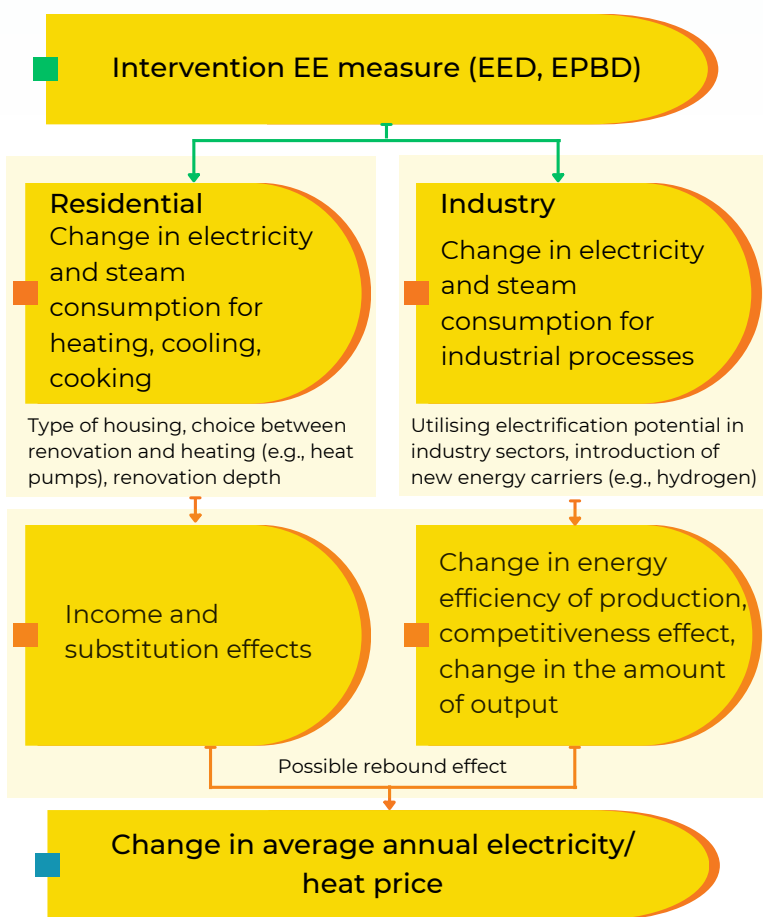 Intervention EE measure (EED, EPBD)
Residential
Change in electricity
and steam
consumption for
heating, cooling,
cooking
Type of housing, choice between
renovation and heating (e.g., heat
pumps), renovation depth
Industry
Change in electricity
and steam
consumption for
industrial processes
Utilising electrification potential in
industry sectors, introduction of
new energy carriers (e.g., hydrogen)
Income and
substitution effects
Change in energy
efficiency of production,
competitiveness effect,
change in the amount
of output
Possible rebound effect
Change in average annual electricity/
heat price